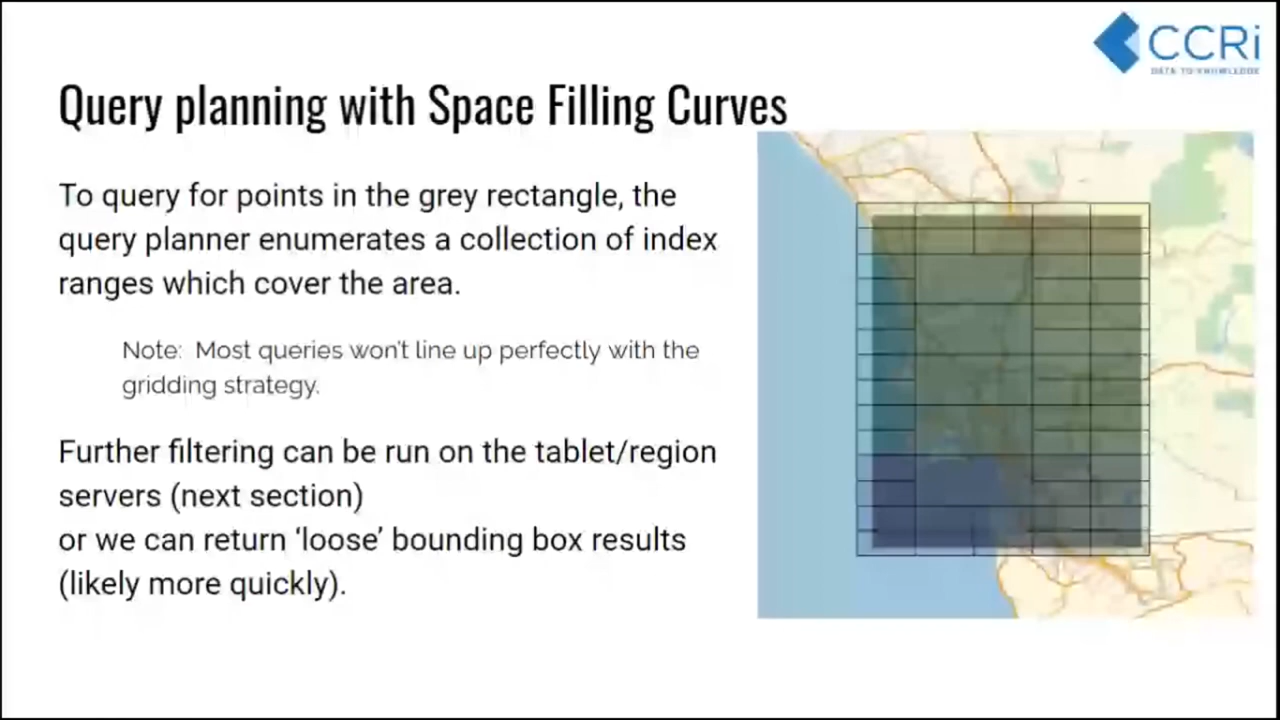 CCRi
DATA TO KNOWLEDGE
Query planning with Space Filling Curves
To query for points in the grey rectangle, the
query planner enumerates a collection of index
ranges which cover the area.
Note:  Most queries won't line up perfectly with the
gridding strategy.
Further filtering can be run on the tablet/region
servers (next section)
or we can return ‘loose’ bounding box results
(likely more quickly).